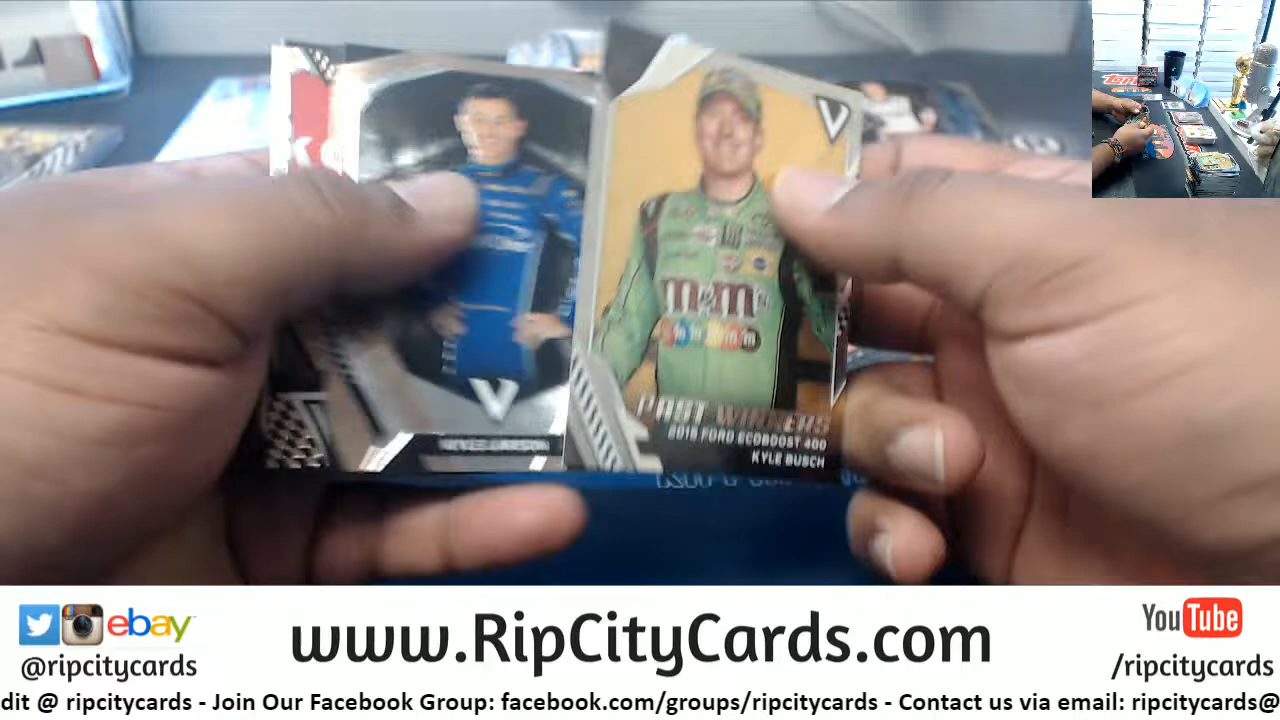 V
m&m's
PAST WINNERS
2015 FORD ECOBOOST 400
KYLE BUSCH
V
ebay
@ripcitycards
www.RipCityCards.com
YouTube
/ripcitycards
dit @ ripcitycards - Join Our Facebook Group: facebook.com/groups/ripcitycards - Contact us via email: ripcitycards@